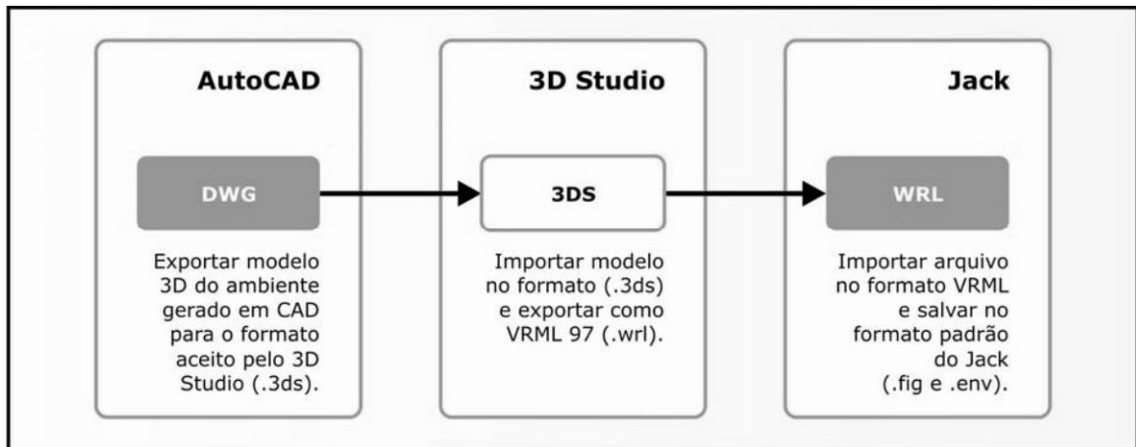 AutoCAD
DWG
Exportar modelo
3D do ambiente
gerado em CAD
para o formato
aceito pelo 3D
Studio (.3ds).
3D Studio
3DS
Importar modelo
no formato (.3ds)
e exportar como
VRML 97 (.wrl).
Jack
WRL
Importar arquivo
no formato VRML
e salvar no
formato padrão
do Jack
(.fig e .env).